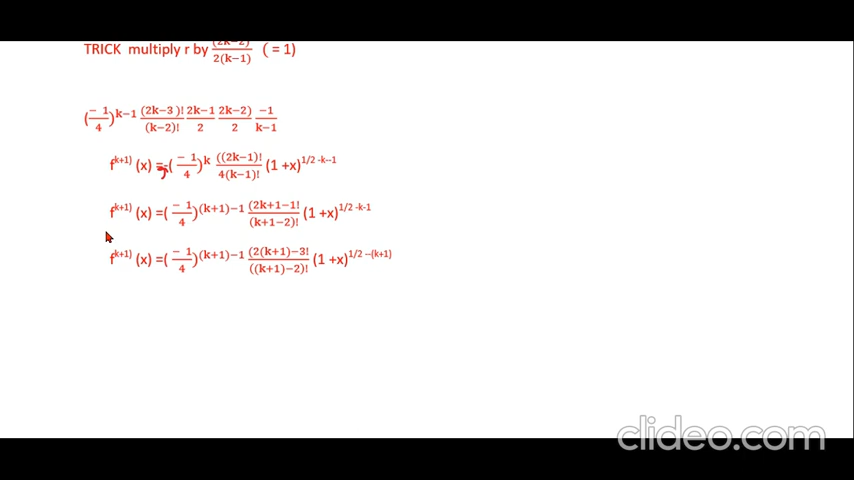 TRICK multiply r by (2k−2)/2(k−1) ( = 1)
(− 1/4)^k−1 (2k−3 )!/(k−2)! 2k−1/2 2k−2)/2 −1/k−1
f^k+1) (x) =-(− 1/4)^k ((2k−1)!/4(k−1)! (1 +x)^1/2 -k--1
f^k+1) (x) =(− 1/4)^(k+1)−1 (2k+1−1!/(k+1−2)! (1 +x)^1/2 -k-1
f^k+1) (x) =(− 1/4)^(k+1)−1 (2(k+1)−3!/((k+1)−2)! (1 +x)^1/2 --(k+1)
clideo.com